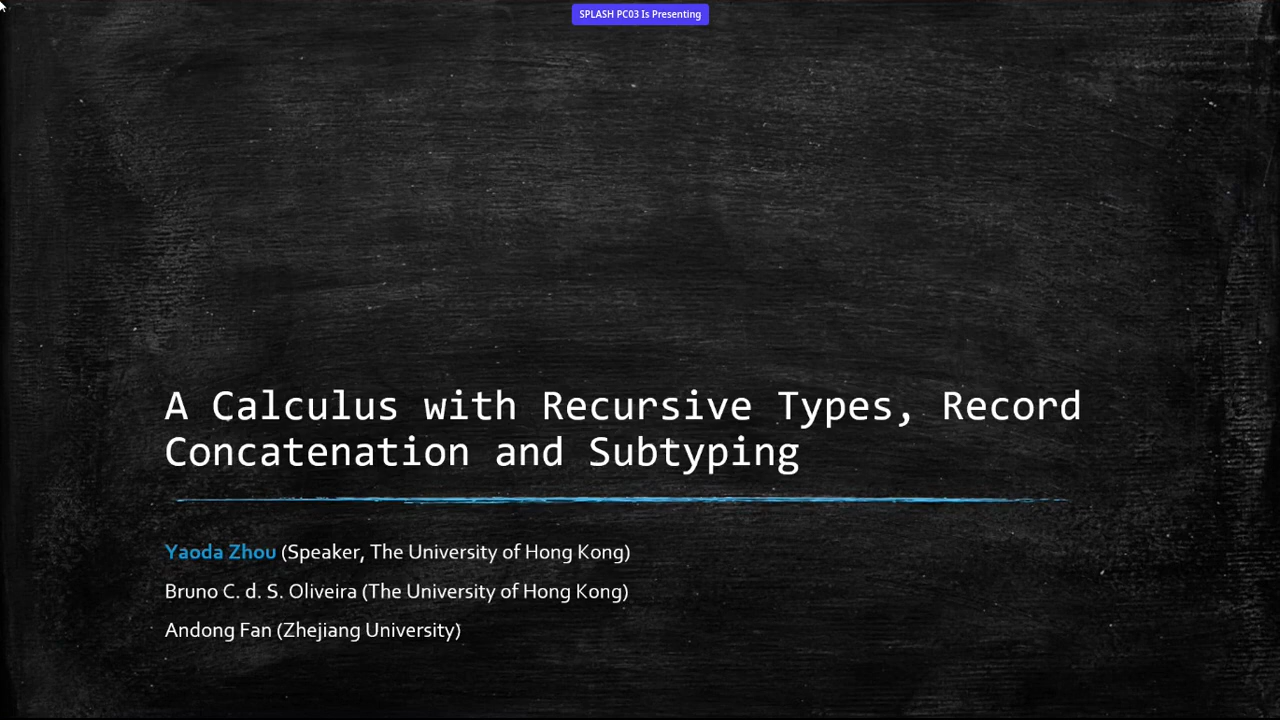 SPLASH PC03 Is Presenting
A Calculus with Recursive Types, Record
Concatenation and Subtyping
Yaoda Zhou (Speaker, The University of Hong Kong)
Bruno C. d. S. Oliveira (The University of Hong Kong)
Andong Fan (Zhejiang University)